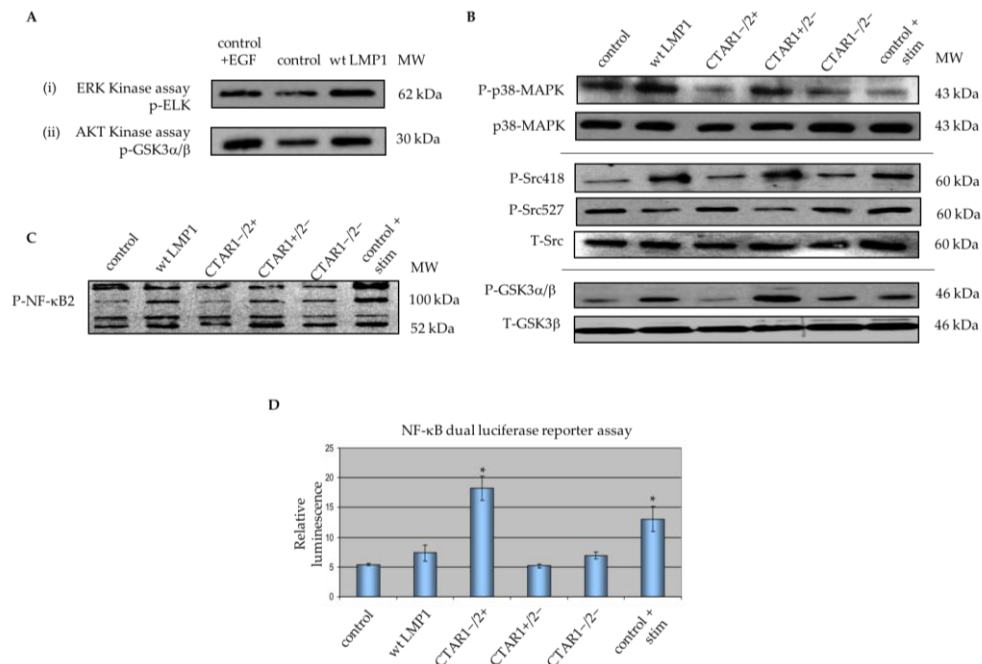 A
control
+EGF control wt LMP1 MW
(i) ERK Kinase assay
p-ELK
62 kDa
(ii) AKT Kinase assay
p-GSK3α/β
30 kDa
B
control wt LMP1 CTAR1−/2+ CTAR1+/2− CTAR1−/2− control +
stim
MW
P-p38-MAPK 43 kDa
p38-MAPK 43 kDa
P-Src418 60 kDa
P-Src527 60 kDa
T-Src 60 kDa
P-GSK3α/β 46 kDa
T-GSK3β 46 kDa
C
control wt LMP1 CTAR1−/2+ CTAR1+/2− CTAR1−/2− control +
stim
MW
P-NF-κB2 100 kDa
52 kDa
D
NF-κB dual luciferase reporter assay
Relative
luminescence
25
20
15
10
5
0
* *
control wt LMP1 CTAR1−/2+ CTAR1+/2− CTAR1−/2− control +
stim